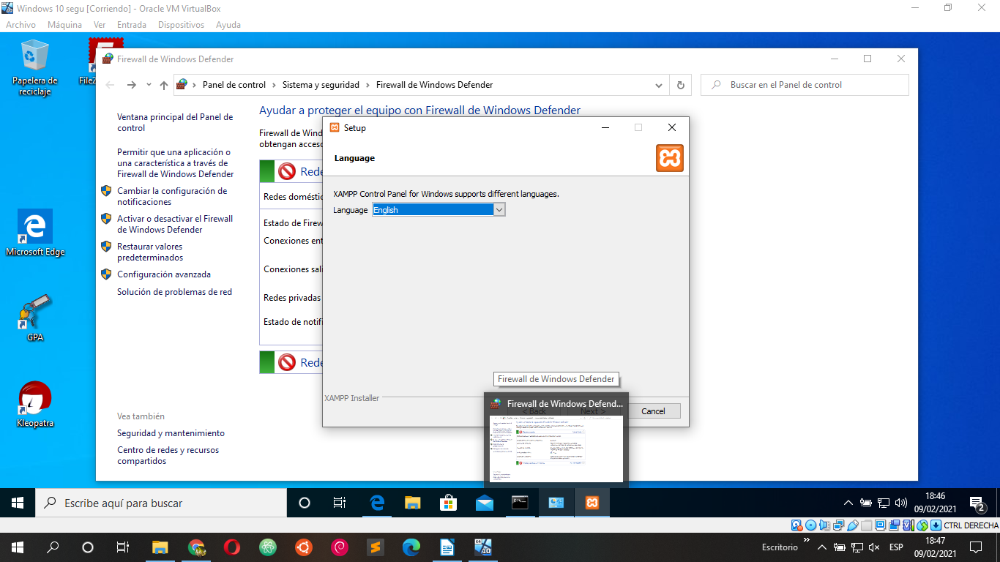 Windows 10 segu [Corriendo] - Oracle VM VirtualBox
Archivo Máquina Ver Entrada Dispositivos Ayuda
Papelera de
reciclaje
FileZ
Microsoft Edge
GPA
Kleopatra
Firewall de Windows Defender
Panel de control > Sistema y seguridad > Firewall de Windows Defender
Buscar en el Panel de control
Ventana principal del Panel de
control
Permitir que una aplicación o
una característica a través de
Firewall de Windows Defender
Cambiar la configuración de
notificaciones
Activar o desactivar el Firewall
de Windows Defender
Restaurar valores
predeterminados
Configuración avanzada
Solución de problemas de red
Vea también
Seguridad y mantenimiento
Centro de redes y recursos
compartidos
Ayudar a proteger el equipo con Firewall de Windows Defender
Firewall de Wind
obtengan acceso
Rede
Redes doméstic
Estado de Firew
Conexiones ent
Conexiones sali
Redes privadas
Estado de notifi
Rede
Setup
Language
XAMPP Control Panel for Windows supports different languages.
Language English
XAMPP Installer
< Back Next > Cancel
Firewall de Windows Defender
Firewall de Windows Defend...
Escribe aquí para buscar
18:46
09/02/2021
2
CTRL DERECHA
Escritorio
ESP
18:47
09/02/2021